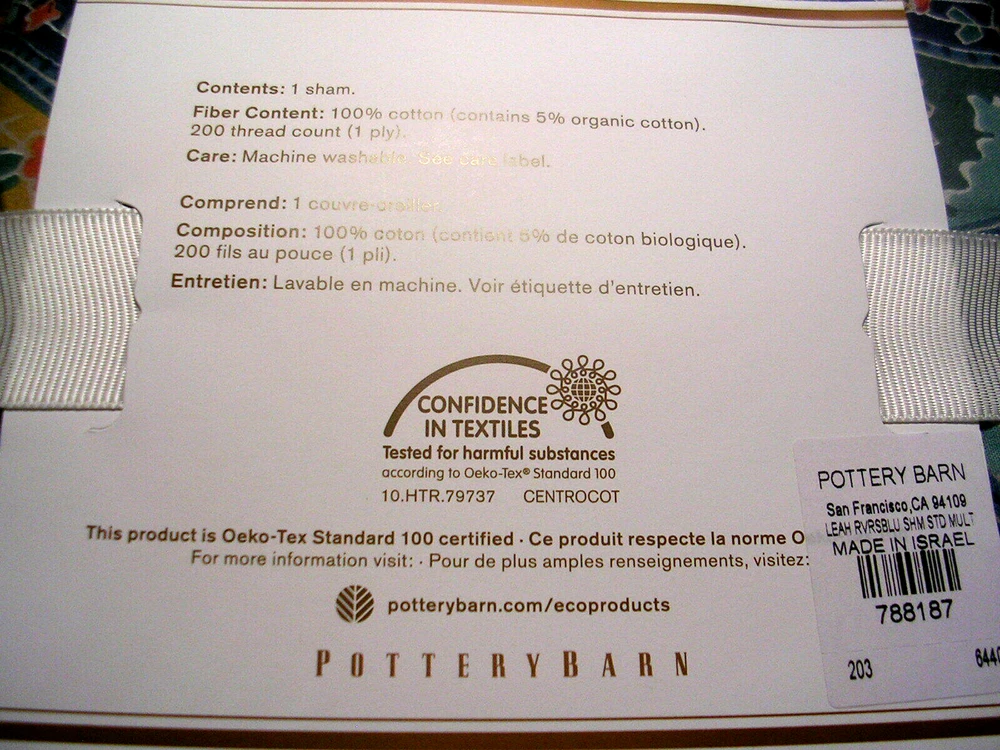 Contents: 1 sham.
Fiber Content: 100% cotton (contains 5% organic cotton).
200 thread count (1 ply).
Care: Machine washable. See care label.
Comprend: 1 couvre-oreiller
Composition: 100% coton (contient 5% de coton biologique).
200 fils au pouce (1 pli).
Entretien: Lavable en machine. Voir étiquette d'entretien.
CONFIDENCE
IN TEXTILES
Tested for harmful substances
according to Oeko-Tex® Standard 100
10.HTR.79737 CENTROCOT
This product is Oeko-Tex Standard 100 certified · Ce produit respecte la norme O
For more information visit: · Pour de plus amples renseignements, visitez:
potterybarn.com/ecoproducts
POTTERY BARN
POTTERY BARN
San Francisco,CA 94109
LEAH RVRSBLU SHM STD MULT
MADE IN ISRAEL
788187
203 6440